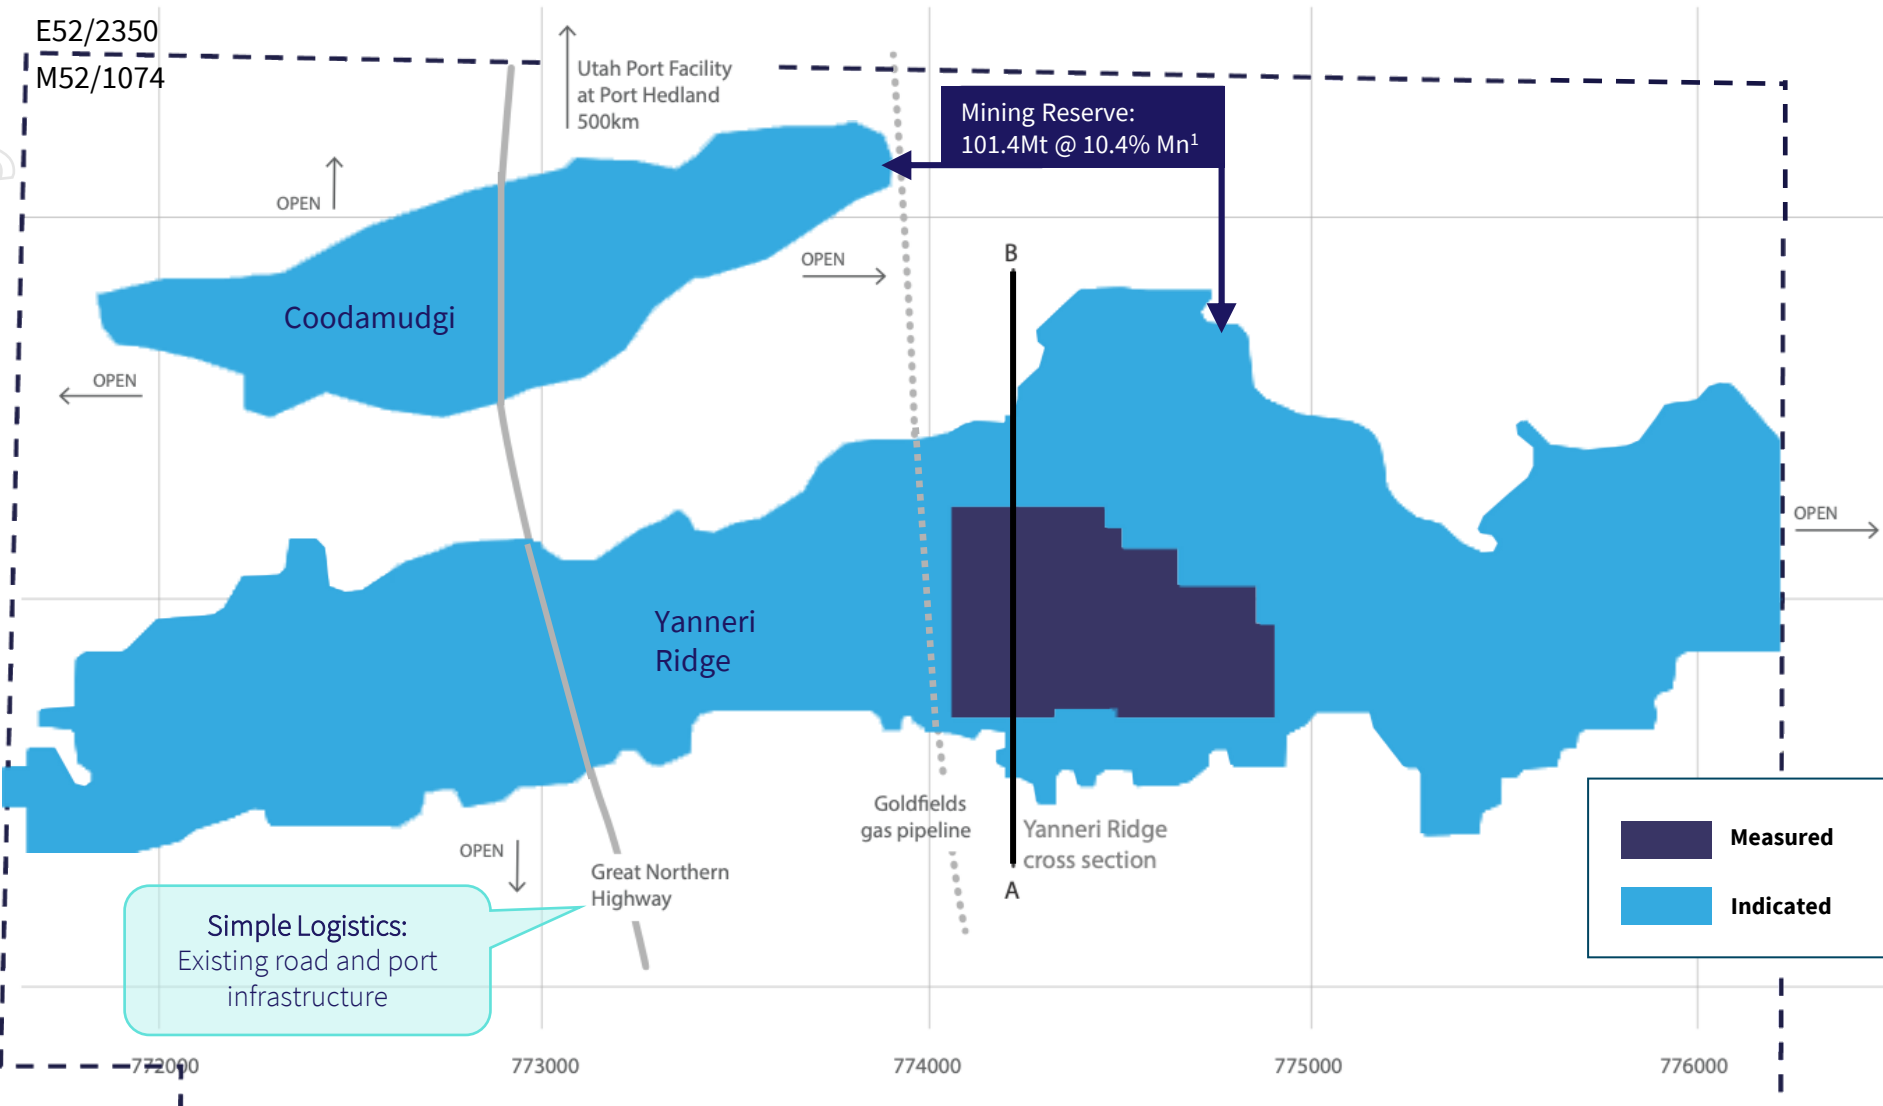 E52/2350
M52/1074
Utah Port Facility
at Port Hedland
500km
Mining Reserve:
101.4Mt @ 10.4% Mn¹
OPEN
OPEN
B
Coodamudgi
OPEN
OPEN
Yanneri
Ridge
Goldfields
gas pipeline
Yanneri Ridge
cross section
A
OPEN
Great Northern
Highway
Simple Logistics:
Existing road and port
infrastructure
Measured
Indicated
772000
773000
774000
775000
776000